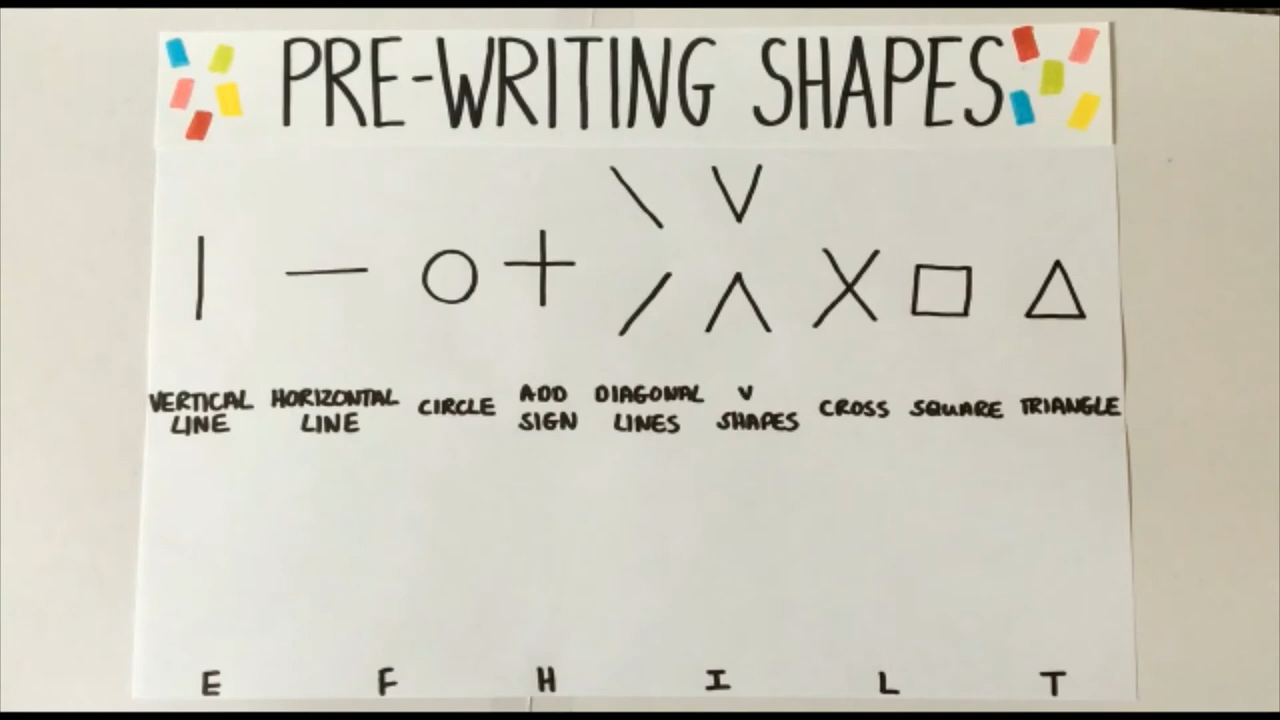 PRE-WRITING SHAPES
VERTICAL LINE
HORIZONTAL LINE
CIRCLE
ADD SIGN
DIAGONAL LINES
V SHAPES
CROSS
SQUARE
TRIANGLE
E F H I L T